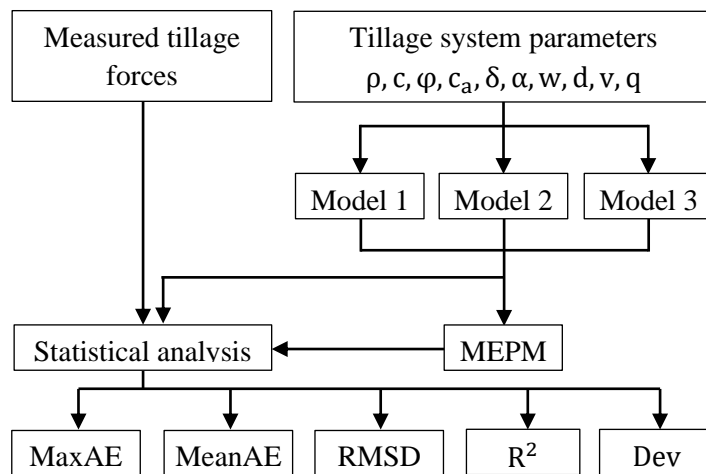 Measured tillage
forces
Tillage system parameters
ρ, c, φ, cₐ, δ, α, w, d, v, q
Model 1
Model 2
Model 3
Statistical analysis
MEPM
MaxAE
MeanAE
RMSD
R²
Dev